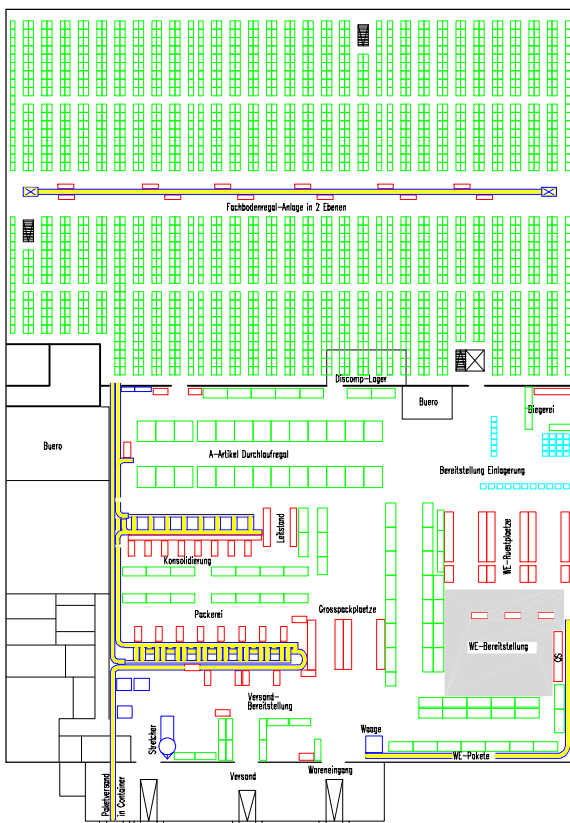 Fachbodenregal-Anlage in 2 Ebenen
Discomp-Lager
Buero
Biegerei
Buero
A-Artikel Durchlaufregal
Bereitstellung Einlagerung
Leitstand
WE-Ruestplaetze
Konsolidierung
Packerei
Grosspackplaetze
WE-Bereitstellung
QS
Versand-
Bereitstellung
Stretcher
Waage
WE-Pakete
Wareneingang
Versand
Paketversand
in Container